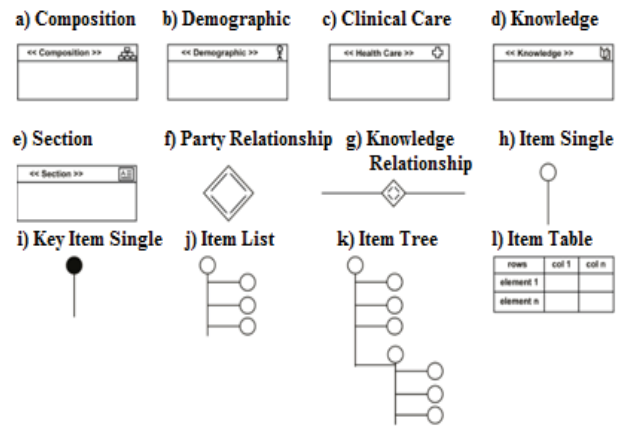 a) Composition b) Demographic c) Clinical Care d) Knowledge
<< Composition >> << Demographic >> << Health Care >> << Knowledge >>
e) Section f) Party Relationship g) Knowledge Relationship h) Item Single
<< Section >>
i) Key Item Single j) Item List k) Item Tree l) Item Table
rows col 1 col n
element 1
element n